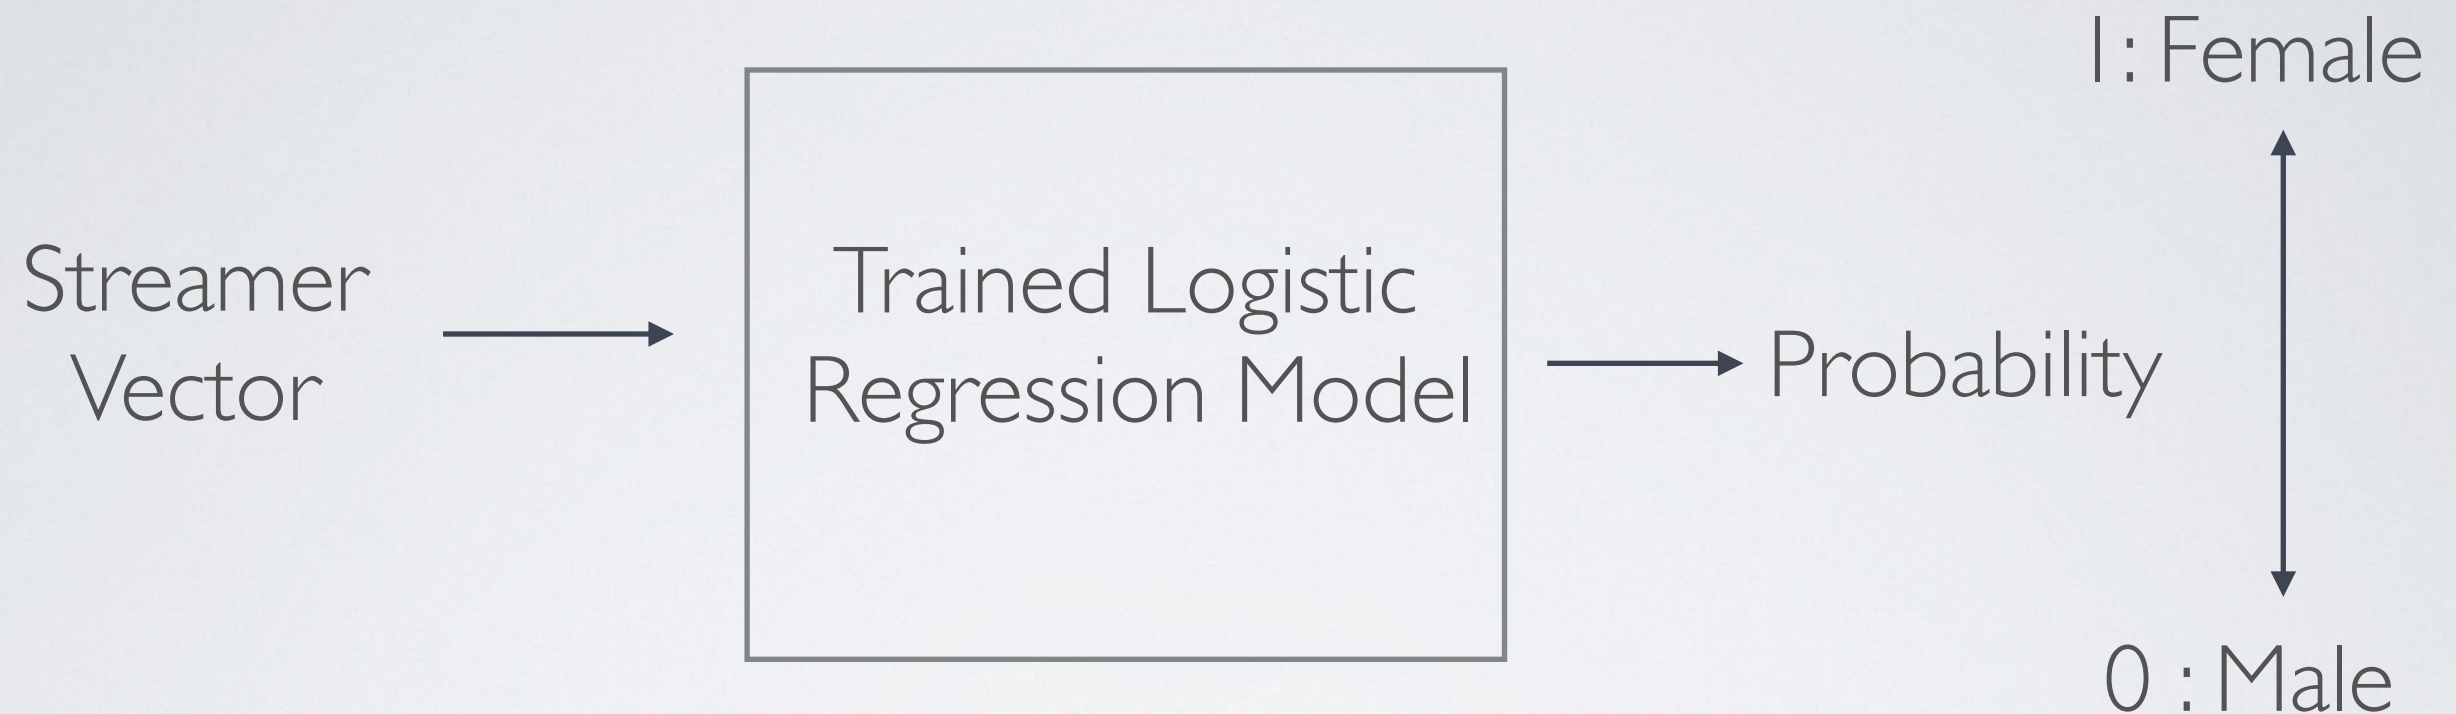 Streamer
Vector
Trained Logistic
Regression Model
Probability
1 : Female
0 : Male